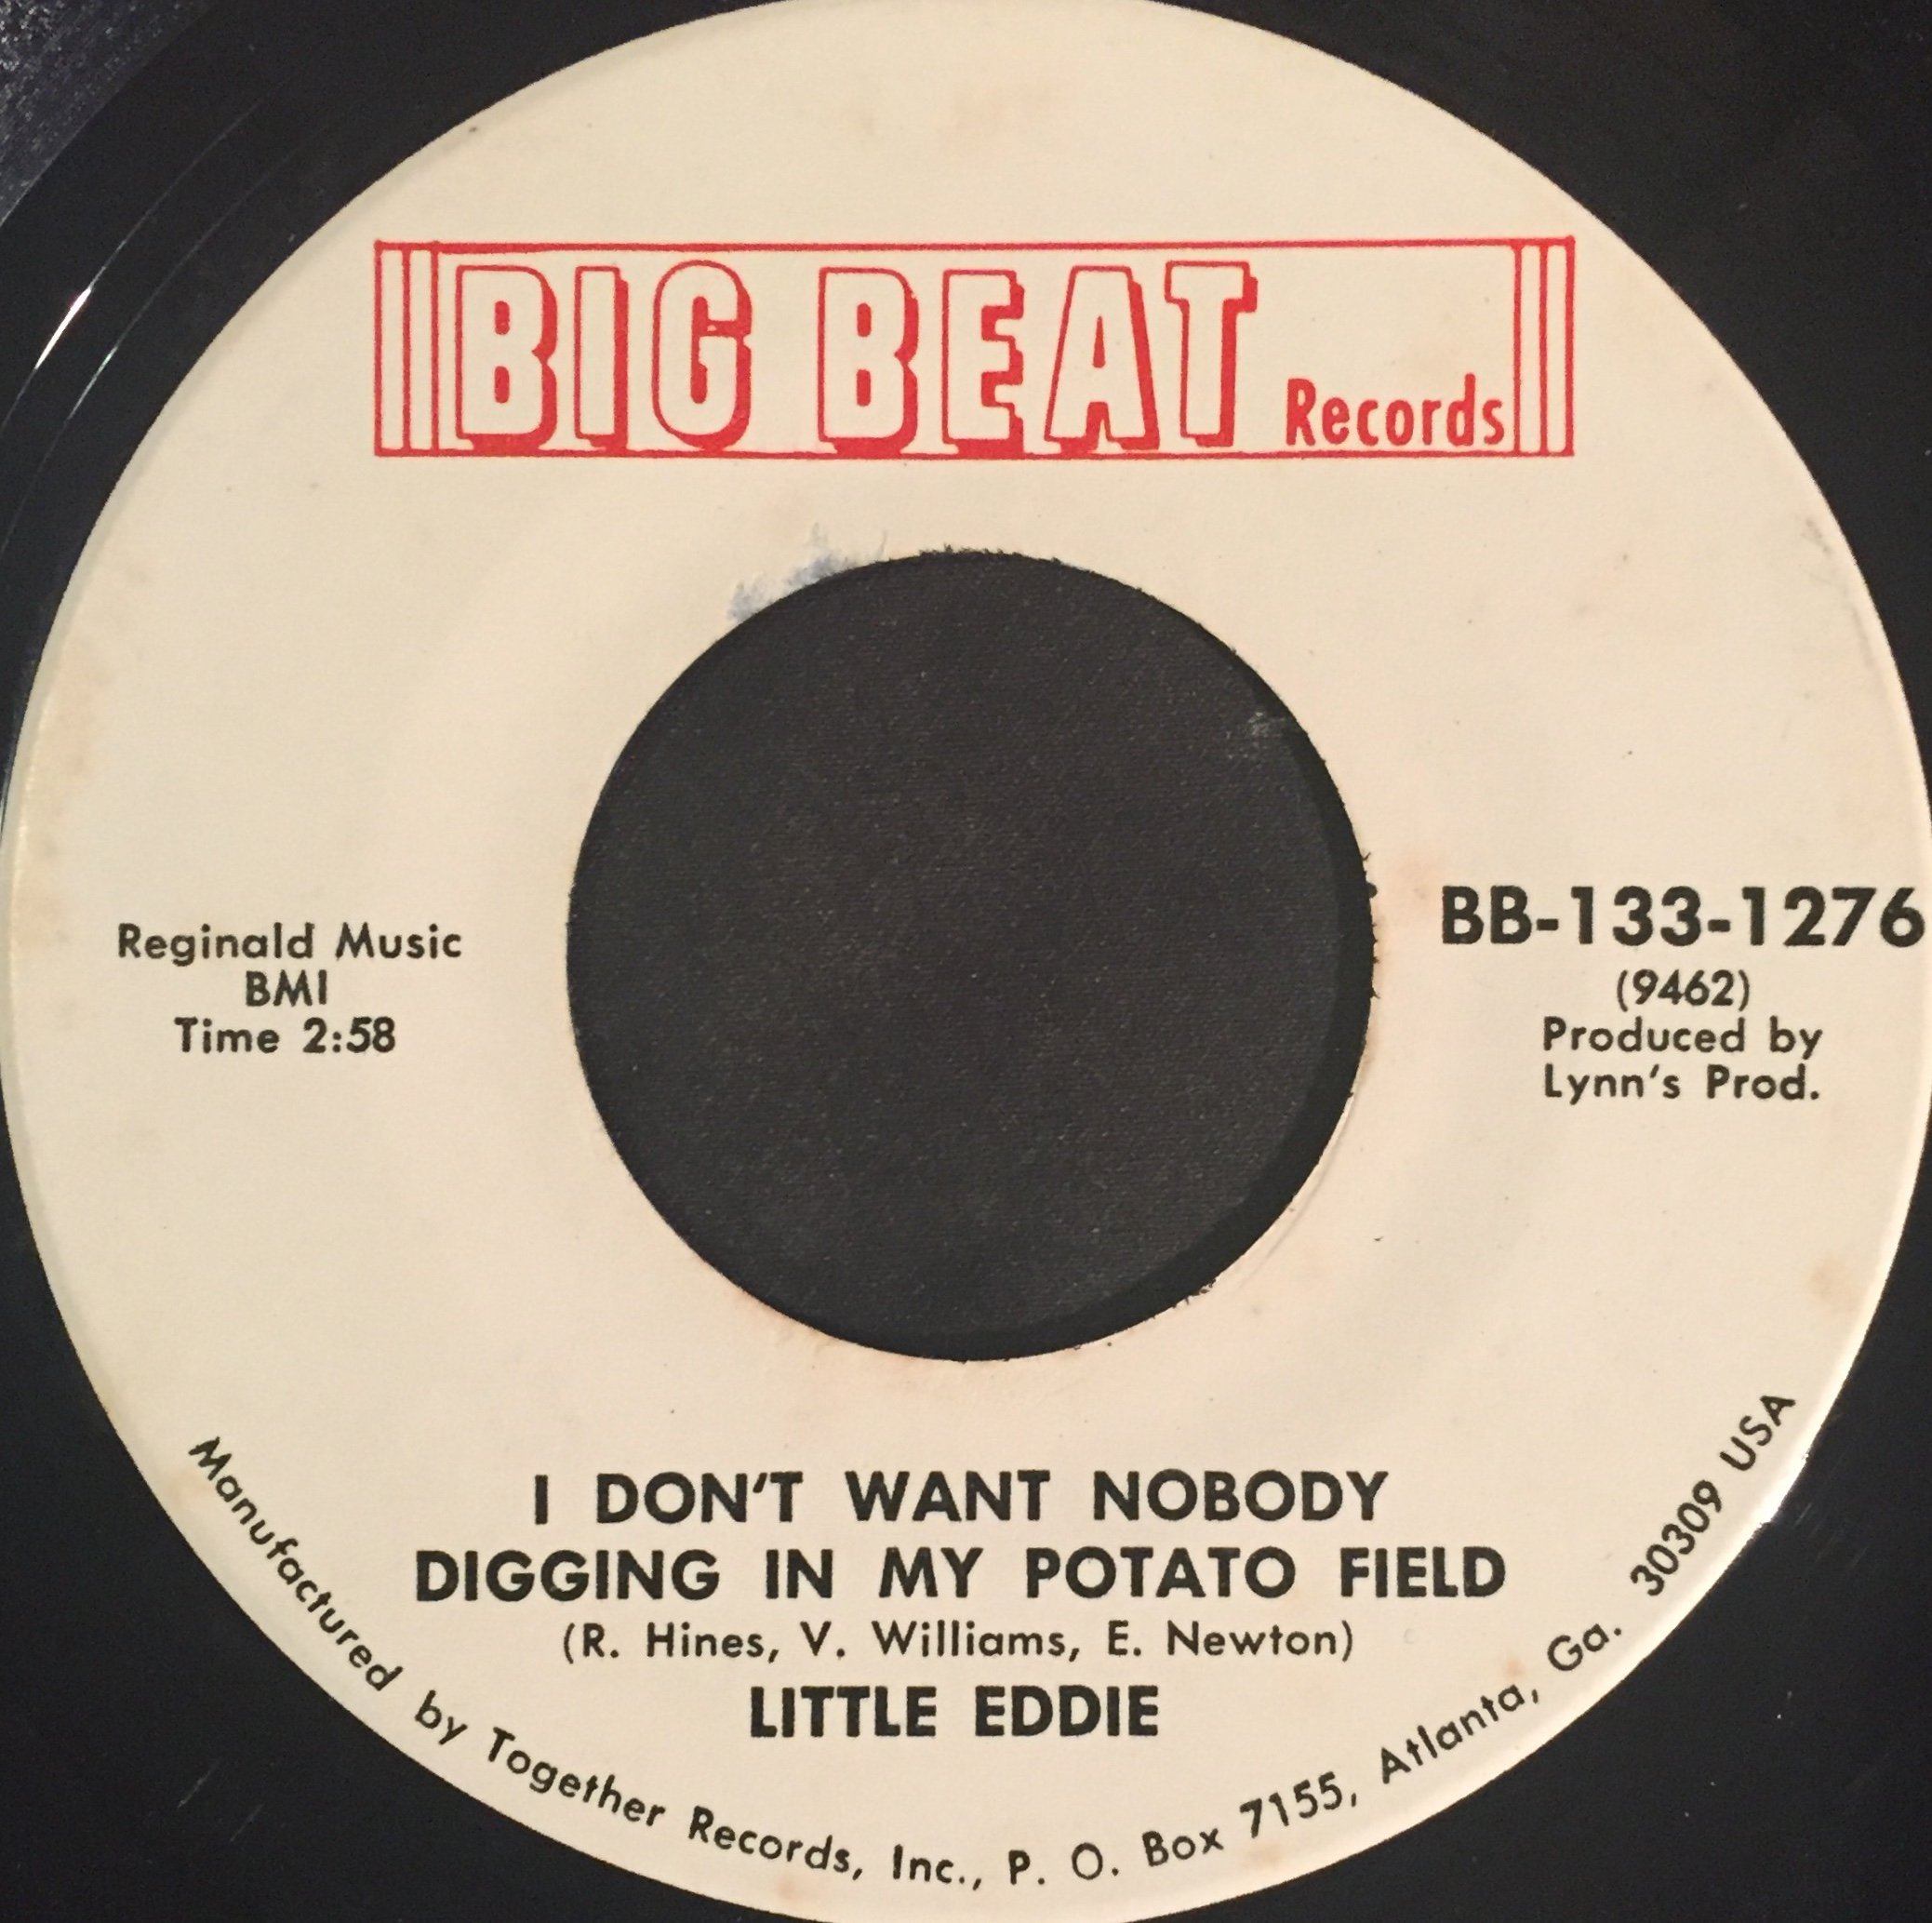 BIG BEAT Records
Reginald Music
BMI
Time 2:58
BB-133-1276
(9462)
Produced by
Lynn's Prod.
I DON'T WANT NOBODY
DIGGING IN MY POTATO FIELD
(R. Hines, V. Williams, E. Newton)
LITTLE EDDIE
Manufactured by Together Records, Inc., P. O. Box 7155, Atlanta, Ga. 30309 USA